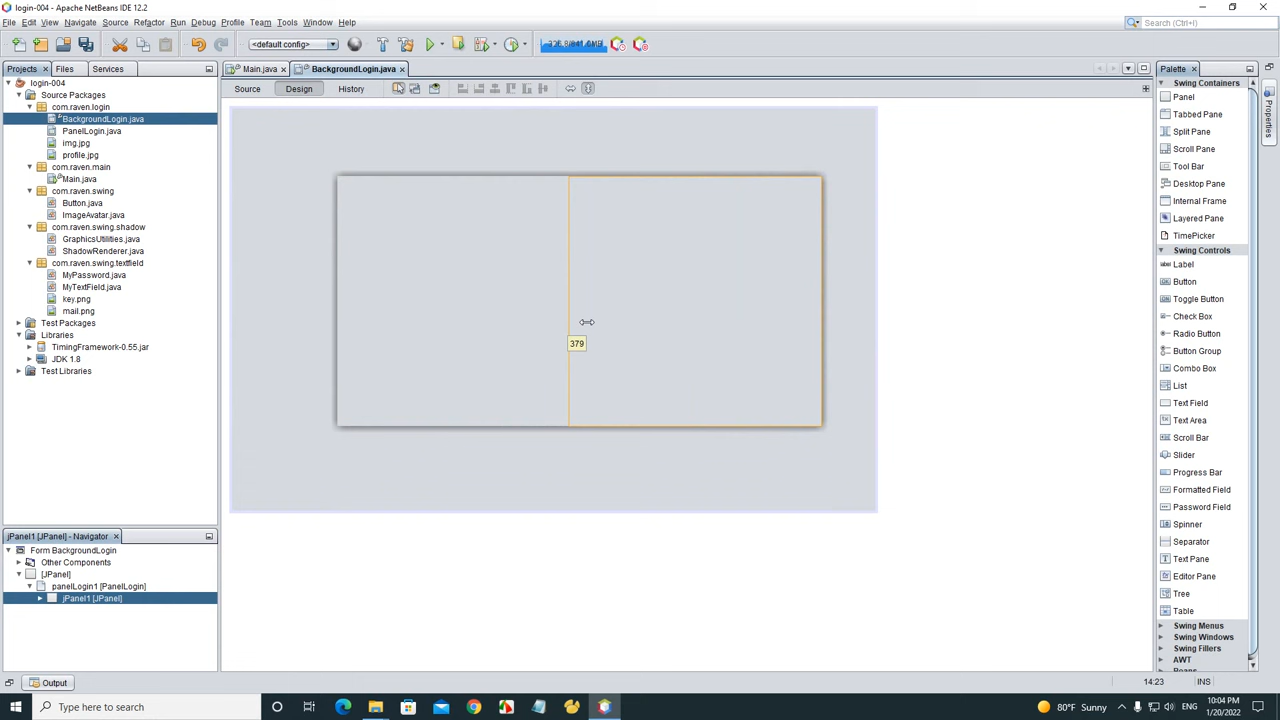 login-004 - Apache NetBeans IDE 12.2
File Edit View Navigate Source Refactor Run Debug Profile Team Tools Window Help
Search (Ctrl+I)
<default config>
Projects Files Services
Main.java BackgroundLogin.java
Source Design History
login-004
Source Packages
com.raven.login
BackgroundLogin.java
PanelLogin.java
img.jpg
profile.jpg
com.raven.main
Main.java
com.raven.swing
Button.java
ImageAvatar.java
com.raven.swing.shadow
GraphicsUtilities.java
ShadowRenderer.java
com.raven.swing.textfield
MyPassword.java
MyTextField.java
key.png
mail.png
Test Packages
Libraries
TimingFramework-0.55.jar
JDK 1.8
Test Libraries
379
jPanel1 [JPanel] - Navigator
Form BackgroundLogin
Other Components
[JPanel]
panelLogin1 [PanelLogin]
jPanel1 [JPanel]
Palette
Swing Containers
Panel
Tabbed Pane
Split Pane
Scroll Pane
Tool Bar
Desktop Pane
Internal Frame
Layered Pane
TimePicker
Swing Controls
Label
Button
Toggle Button
Check Box
Radio Button
Button Group
Combo Box
List
Text Field
Text Area
Scroll Bar
Slider
Progress Bar
Formatted Field
Password Field
Spinner
Separator
Text Pane
Editor Pane
Tree
Table
Swing Menus
Swing Windows
Swing Fillers
AWT
Properties
Output
14:23 INS
Type here to search
80°F Sunny
ENG
10:04 PM
1/20/2022